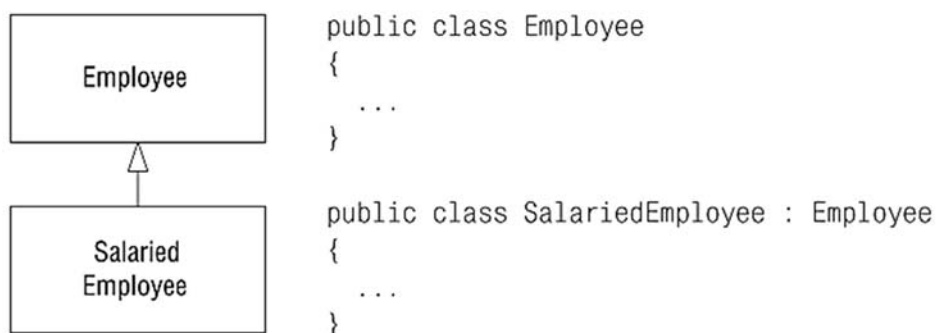 Employee
public class Employee
{
...
}
Salaried
Employee
public class SalariedEmployee : Employee
{
...
}